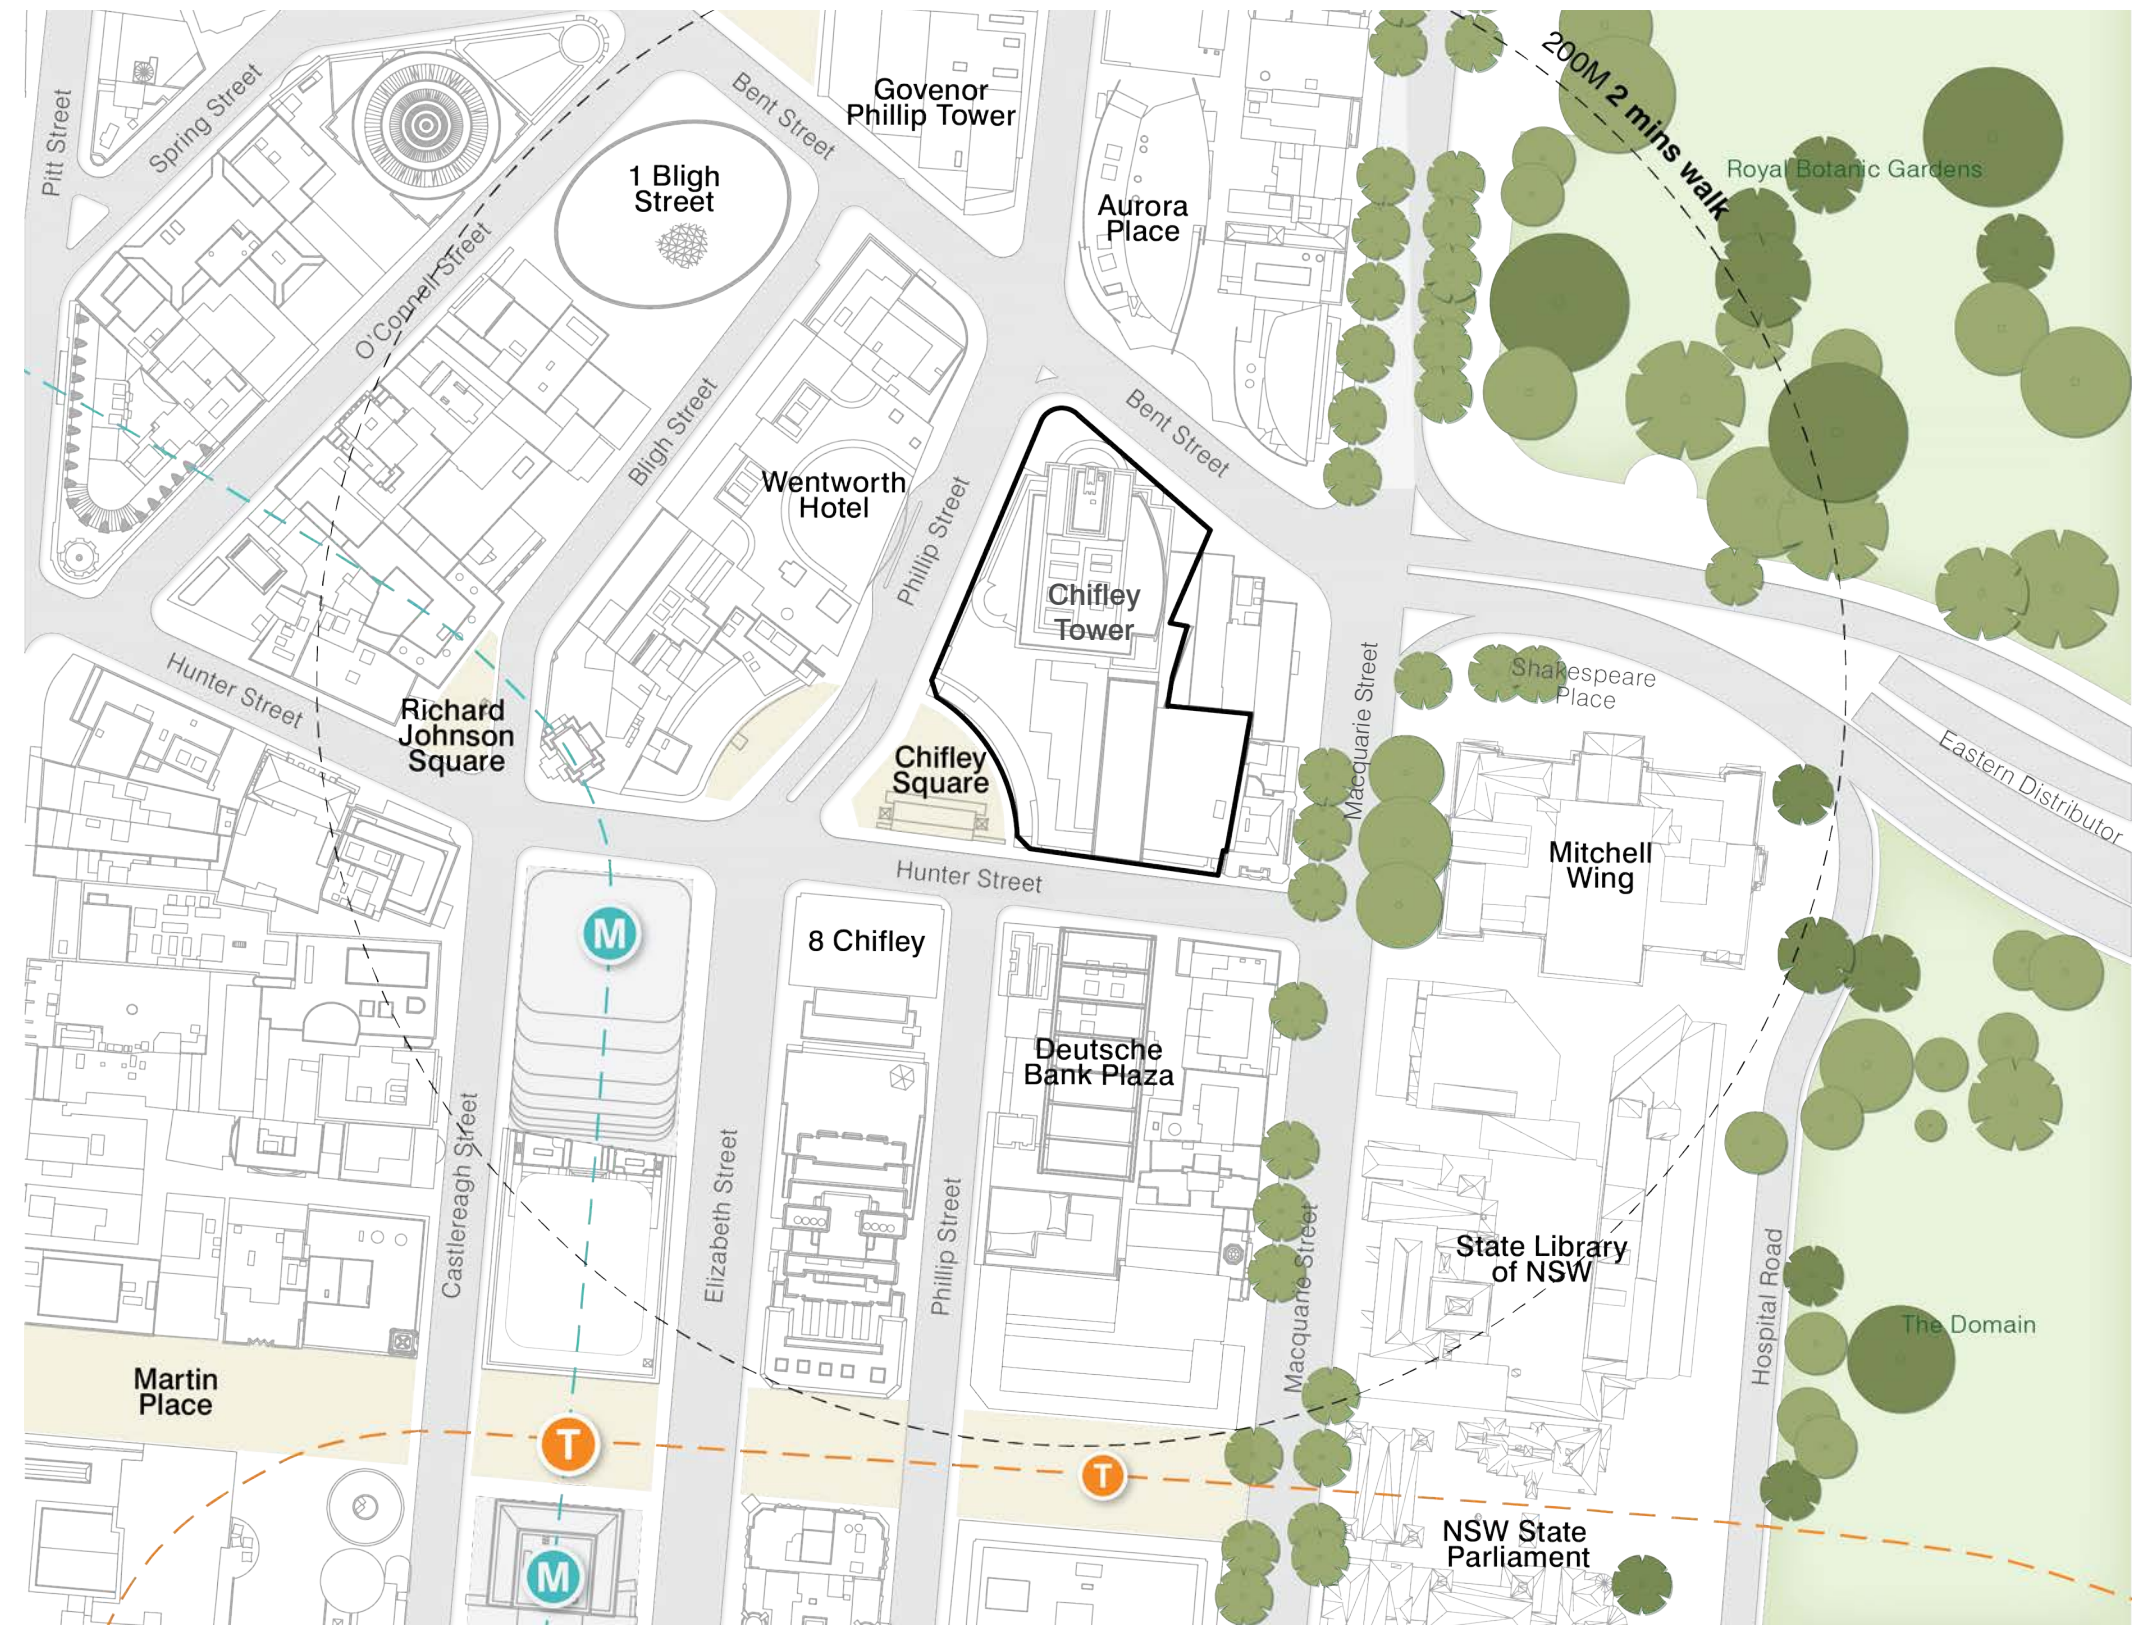 Pitt Street
Spring Street
O'Connell Street
1 Bligh
Street
Bent Street
Govenor
Phillip Tower
Aurora
Place
200M 2 mins walk
Royal Botanic Gardens
Bligh Street
Wentworth
Hotel
Phillip Street
Bent Street
Chifley
Tower
Hunter Street
Richard
Johnson
Square
Chifley
Square
Macquarie Street
Shakespeare
Place
Eastern Distributor
Hunter Street
M
8 Chifley
Mitchell
Wing
Deutsche
Bank Plaza
Castlereagh Street
Elizabeth Street
Phillip Street
Macquarie Street
State Library
of NSW
Hospital Road
The Domain
Martin
Place
T
T
M
NSW State
Parliament